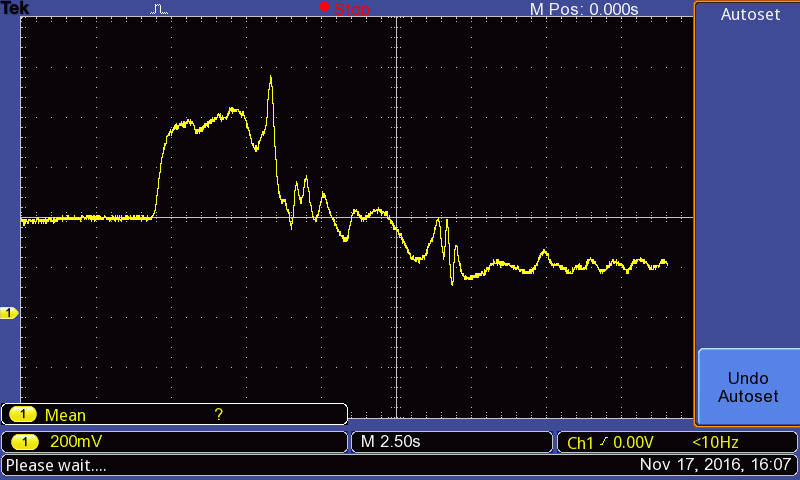 Tek Stop M Pos: 0.000s Autoset
1
Undo
Autoset
1 Mean ?
1 200mV M 2.50s Ch1 0.00V <10Hz
Please wait.... Nov 17, 2016, 16:07